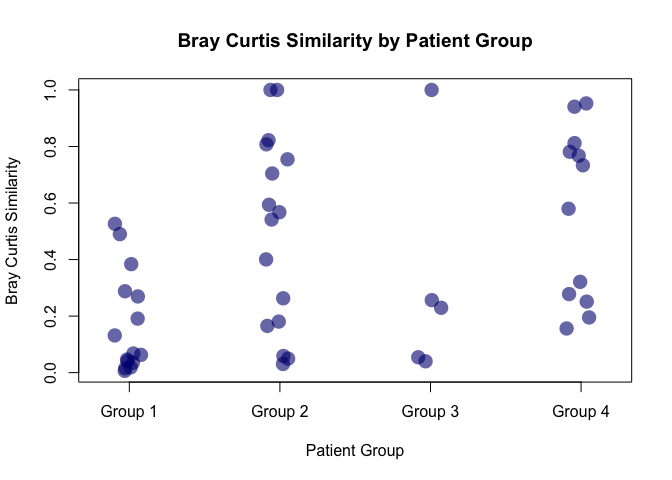 Bray Curtis Similarity by Patient Group
Bray Curtis Similarity
1.0
0.8
0.6
0.4
0.2
0.0
Group 1 Group 2 Group 3 Group 4
Patient Group